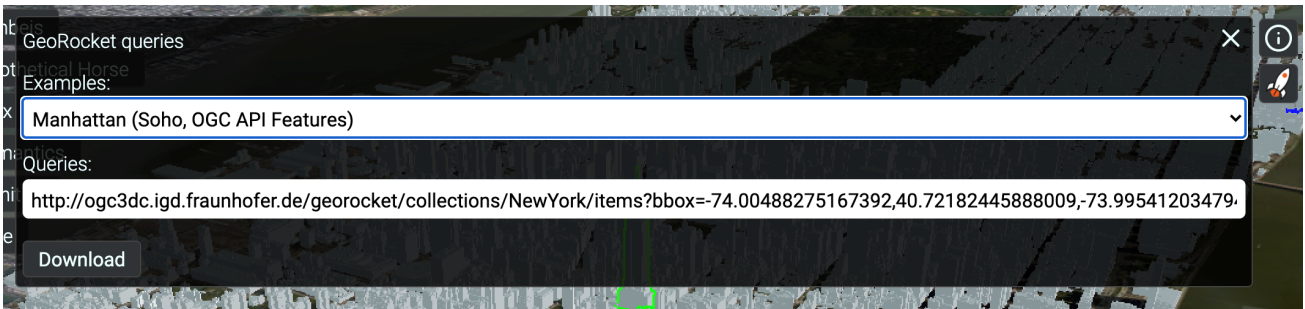 GeoRocket queries
Examples:
Manhattan (Soho, OGC API Features)
Queries:
http://ogc3dc.igd.fraunhofer.de/georocket/collections/NewYork/items?bbox=-74.00488275167392,40.72182445888009,-73.995412034794
Download